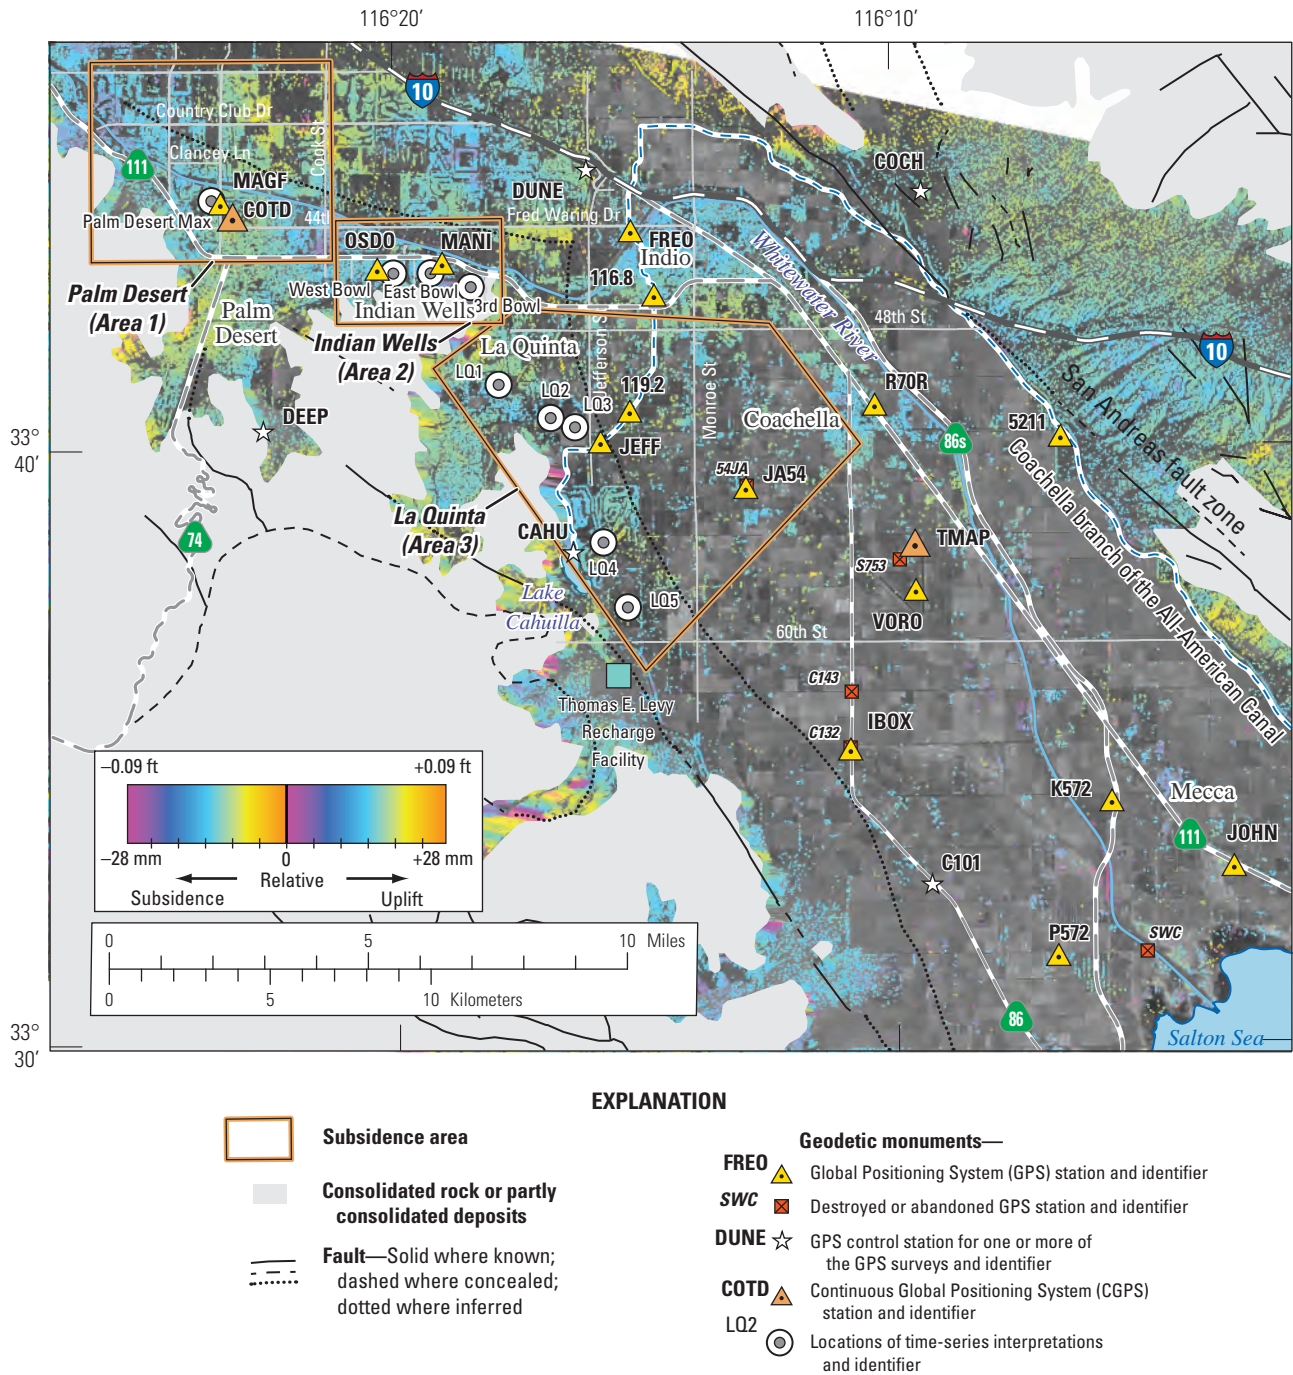 116°20'
116°10'
10
Country Club Dr
Clancey Ln
Cook St
111
MAGF
COTD
Palm Desert Max
44th
DUNE
Fred Waring Dr
COCH
FREO
Indio
Whitewater River
OSDO
MANI
West Bowl
East Bowl
3rd Bowl
Indian Wells
116.8
Palm Desert
(Area 1)
Palm
Desert
Indian Wells
(Area 2)
La Quinta
Jefferson St
48th St
10
LQ1
LQ2
LQ3
119.2
Monroe St
R70R
San Andreas fault zone
DEEP
JEFF
Coachella
86s
5211
33°
40'
54JA
JA54
Coachella branch of the All-American Canal
La Quinta
(Area 3)
74
CAHU
LQ4
TMAP
S753
Lake
Cahuilla
LQ5
VORO
60th St
Thomas E. Levy
Recharge
Facility
C143
IBOX
C132
–0.09 ft
+0.09 ft
–28 mm
0
+28 mm
Relative
Subsidence
Uplift
K572
Mecca
111
JOHN
C101
0
5
10 Miles
0
5
10 Kilometers
P572
SWC
86
33°
30'
Salton Sea
EXPLANATION
Subsidence area
Consolidated rock or partly
consolidated deposits
Fault—Solid where known;
dashed where concealed;
dotted where inferred
Geodetic monuments—
FREO
Global Positioning System (GPS) station and identifier
SWC
Destroyed or abandoned GPS station and identifier
DUNE
GPS control station for one or more of
the GPS surveys and identifier
COTD
Continuous Global Positioning System (CGPS)
station and identifier
LQ2
Locations of time-series interpretations
and identifier